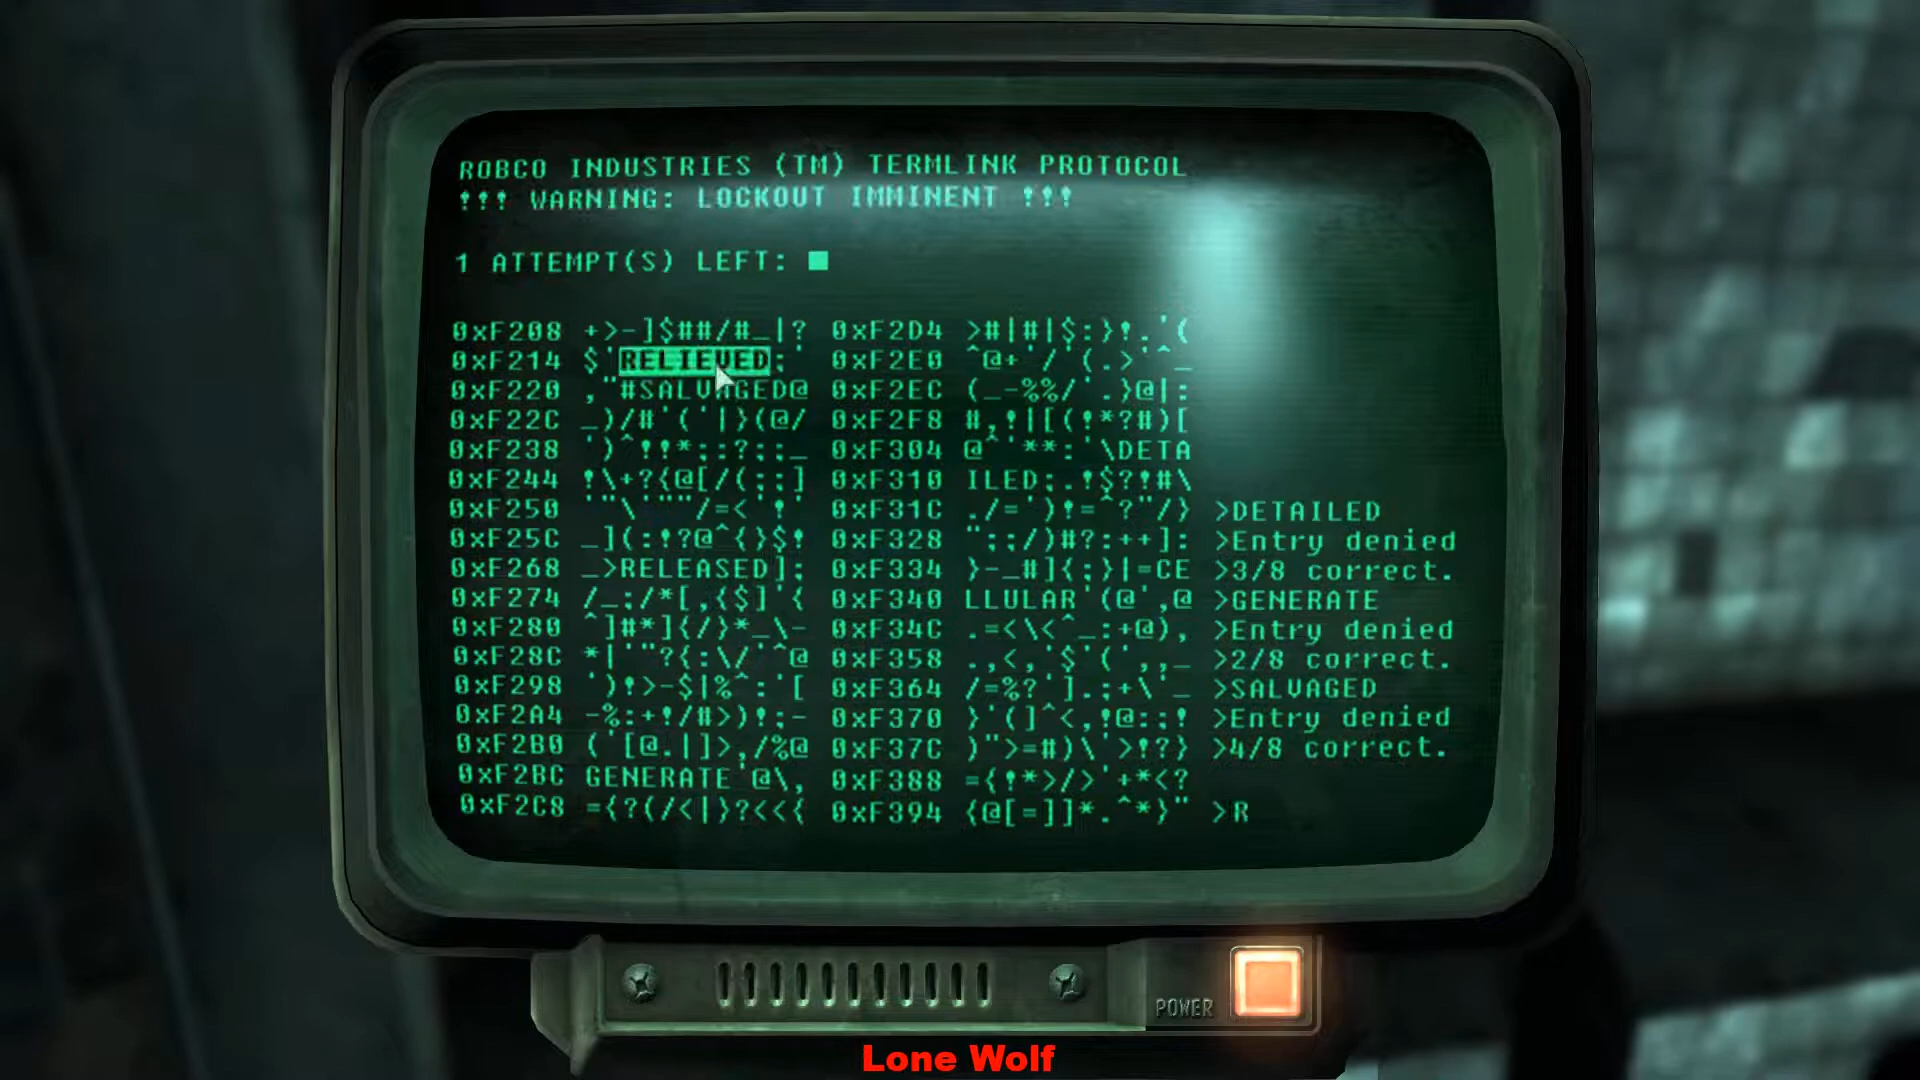 ROBCO INDUSTRIES (TM) TERMLINK PROTOCOL
!!! WARNING: LOCKOUT IMMINENT !!!
1 ATTEMPT(S) LEFT:
0xF208 +>-]$##/#_|? 0xF2D4 >#|#|$:}!.'(
0xF214 $'RELIEVED;' 0xF2E0 ^@+'/'(.>'^_
0xF220 ,"#SALVAGED@ 0xF2EC (_-%%/'.}@|:
0xF22C _)/#'('|}(@/ 0xF2F8 #,!|[(!*?#)[
0xF238 ')^!!*;:?;:_ 0xF304 @^'**:'\DETA
0xF244 !\+?{@[/(;:] 0xF310 ILED;.!$?!#\
0xF250 '"\'""/=<'!' 0xF31C ./=')!=^?"/} >DETAILED
0xF25C _](:!?@^{}$! 0xF328 ";:/)#?:++]: >Entry denied
0xF268 _>RELEASED]; 0xF334 }-_#]{;}|=CE >3/8 correct.
0xF274 /_;/*[,{$]'{ 0xF340 LLULAR'(@',@ >GENERATE
0xF280 ^]#*]{/}*_\- 0xF34C .=<\<^_:+@), >Entry denied
0xF28C *|'"?{:\/'^@ 0xF358 .,<,'$'(',,_ >2/8 correct.
0xF298 ')!>-$|%^:'[ 0xF364 /=%?'].;+\'_ >SALVAGED
0xF2A4 -%:+!/#>)!;- 0xF370 }'(]^<,!@:;! >Entry denied
0xF2B0 ('[@.|]>,/%@ 0xF37C )">=#)\'>!?} >4/8 correct.
0xF2BC GENERATE'@\, 0xF388 ={!*>/>'+*<?
0xF2C8 ={?(/<|}?<<{ 0xF394 {@[=]]*.^*}" >R
POWER
Lone Wolf